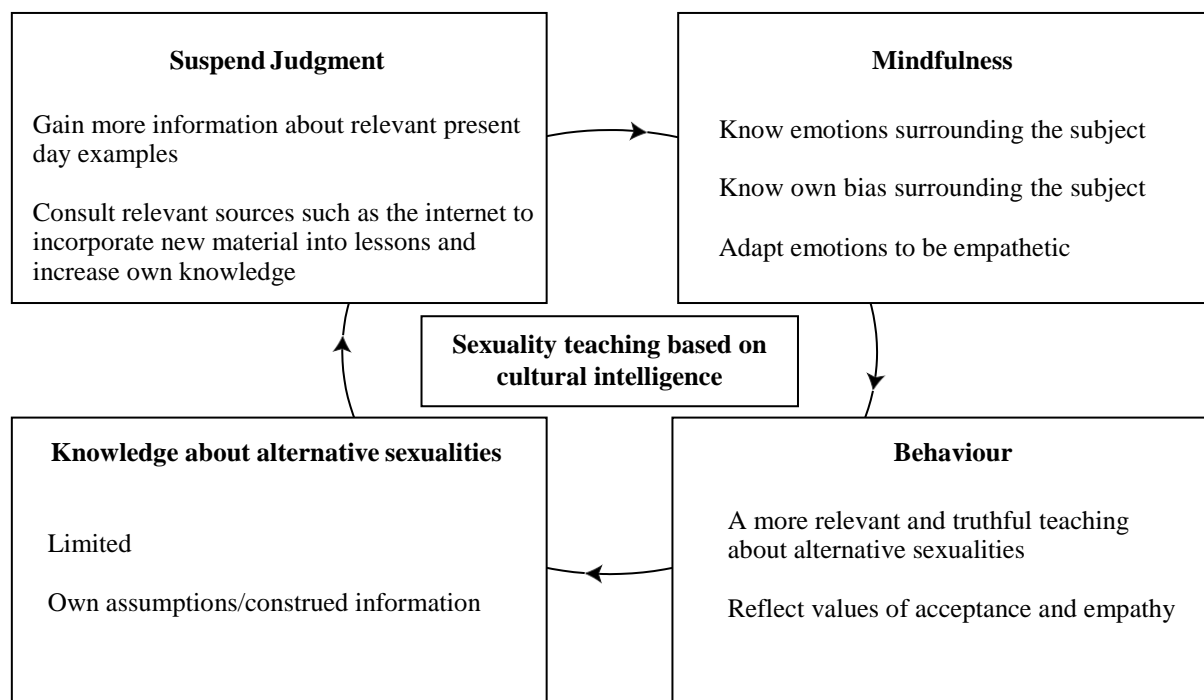 Suspend Judgment
Gain more information about relevant present
day examples
Consult relevant sources such as the internet to
incorporate new material into lessons and
increase own knowledge
Mindfulness
Know emotions surrounding the subject
Know own bias surrounding the subject
Adapt emotions to be empathetic
Sexuality teaching based on
cultural intelligence
Knowledge about alternative sexualities
Limited
Own assumptions/construed information
Behaviour
A more relevant and truthful teaching
about alternative sexualities
Reflect values of acceptance and empathy